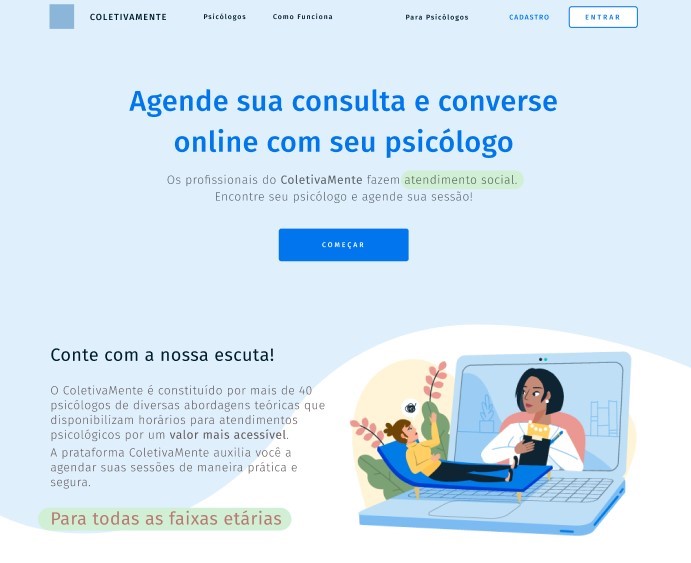 COLETIVAMENTE
Psicólogos
Como Funciona
Para Psicólogos
CADASTRO
ENTRAR
Agende sua consulta e converse
online com seu psicólogo
Os profissionais do ColetivaMente fazem atendimento social.
Encontre seu psicólogo e agende sua sessão!
COMEÇAR
Conte com a nossa escuta!
O ColetivaMente é constituído por mais de 40
psicólogos de diversas abordagens teóricas que
disponibilizam horários para atendimentos
psicológicos por um valor mais acessível.
A prataforma ColetivaMente auxilia você a
agendar suas sessões de maneira prática e
segura.
Para todas as faixas etárias